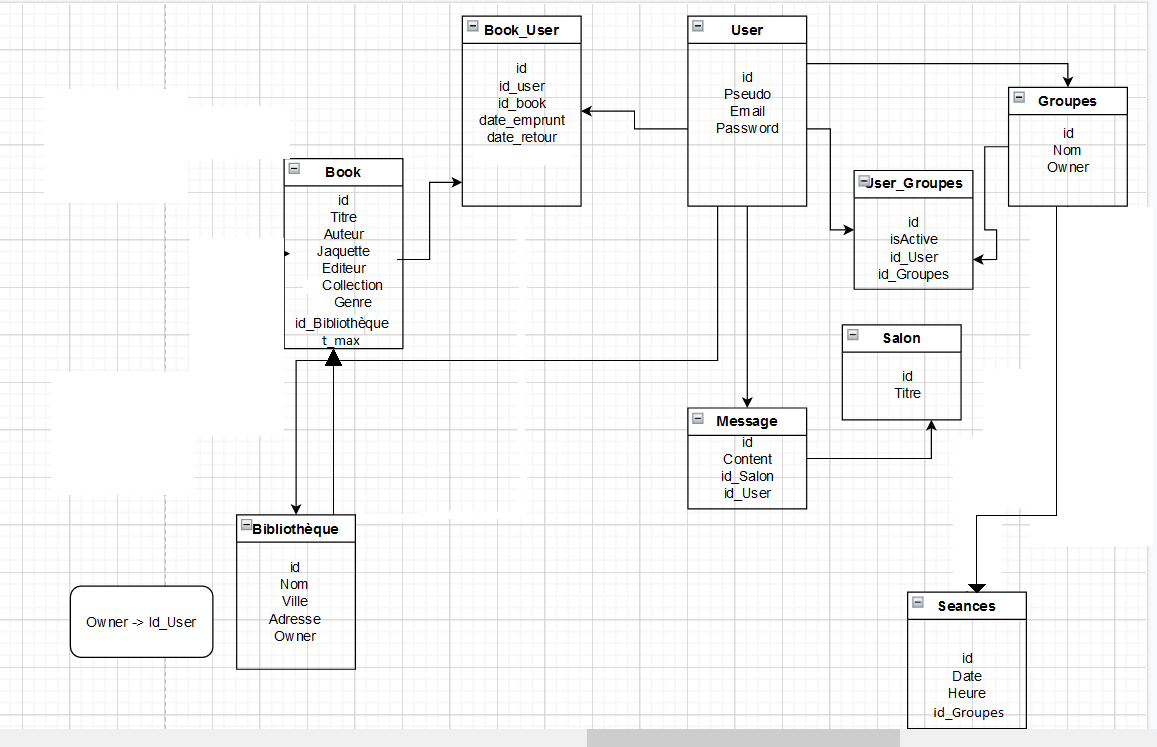 Book_User
id
id_user
id_book
date_emprunt
date_retour
User
id
Pseudo
Email
Password
Groupes
id
Nom
Owner
Book
id
Titre
Auteur
Jaquette
Editeur
Collection
Genre
id_Bibliothèque
t_max
User_Groupes
id
isActive
id_User
id_Groupes
Salon
id
Titre
Message
id
Content
id_Salon
id_User
Bibliothèque
id
Nom
Ville
Adresse
Owner
Owner -> Id_User
Seances
id
Date
Heure
id_Groupes